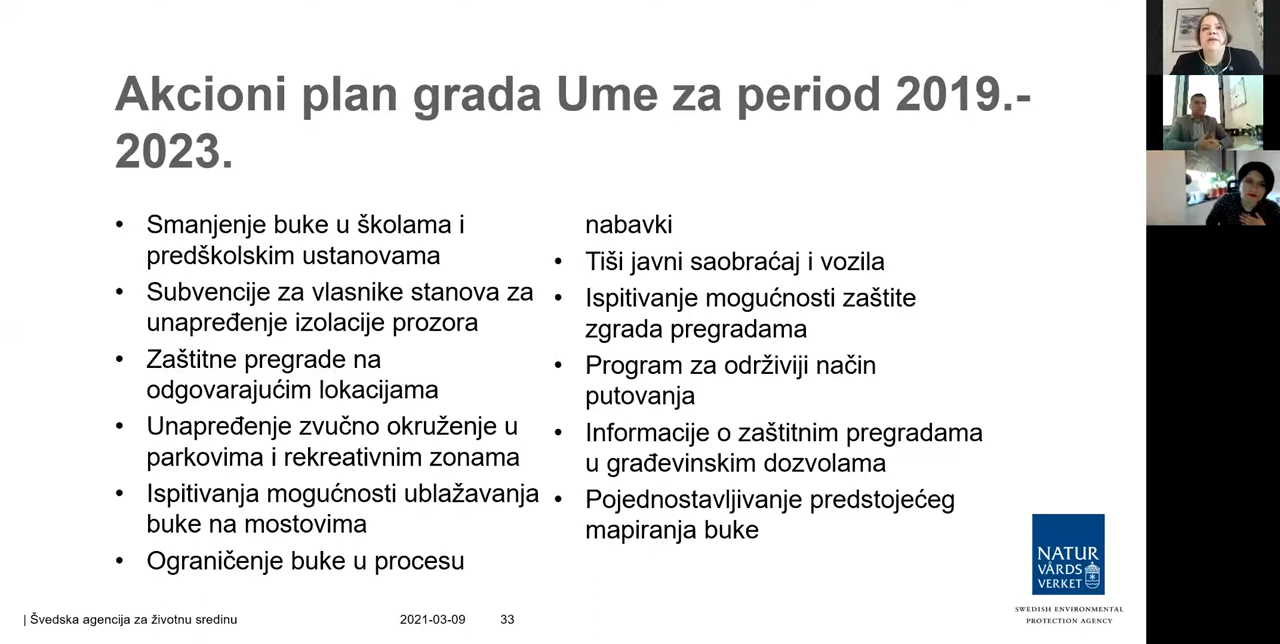 Akcioni plan grada Ume za period 2019.-
2023.
• Smanjenje buke u školama i
predškolskim ustanovama
• Subvencije za vlasnike stanova za
unapređenje izolacije prozora
• Zaštitne pregrade na
odgovarajućim lokacijama
• Unapređenje zvučno okruženje u
parkovima i rekreativnim zonama
• Ispitivanja mogućnosti ublažavanja
buke na mostovima
• Ograničenje buke u procesu
nabavki
• Tiši javni saobraćaj i vozila
• Ispitivanje mogućnosti zaštite
zgrada pregradama
• Program za održiviji način
putovanja
• Informacije o zaštitnim pregradama
u građevinskim dozvolama
• Pojednostavljivanje predstojećeg
mapiranja buke
NATUR
VÅRDS
VERKET
SWEDISH ENVIRONMENTAL
PROTECTION AGENCY
| Švedska agencija za životnu sredinu 2021-03-09 33